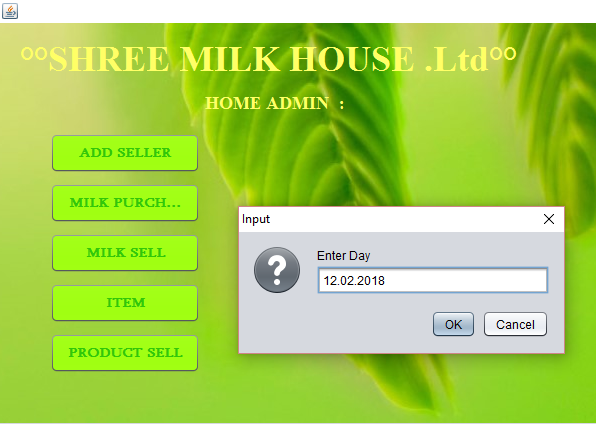 °°SHREE MILK HOUSE .Ltd°°
HOME ADMIN :
ADD SELLER
MILK PURCH...
MILK SELL
ITEM
PRODUCT SELL
Input
Enter Day
12.02.2018
OK Cancel